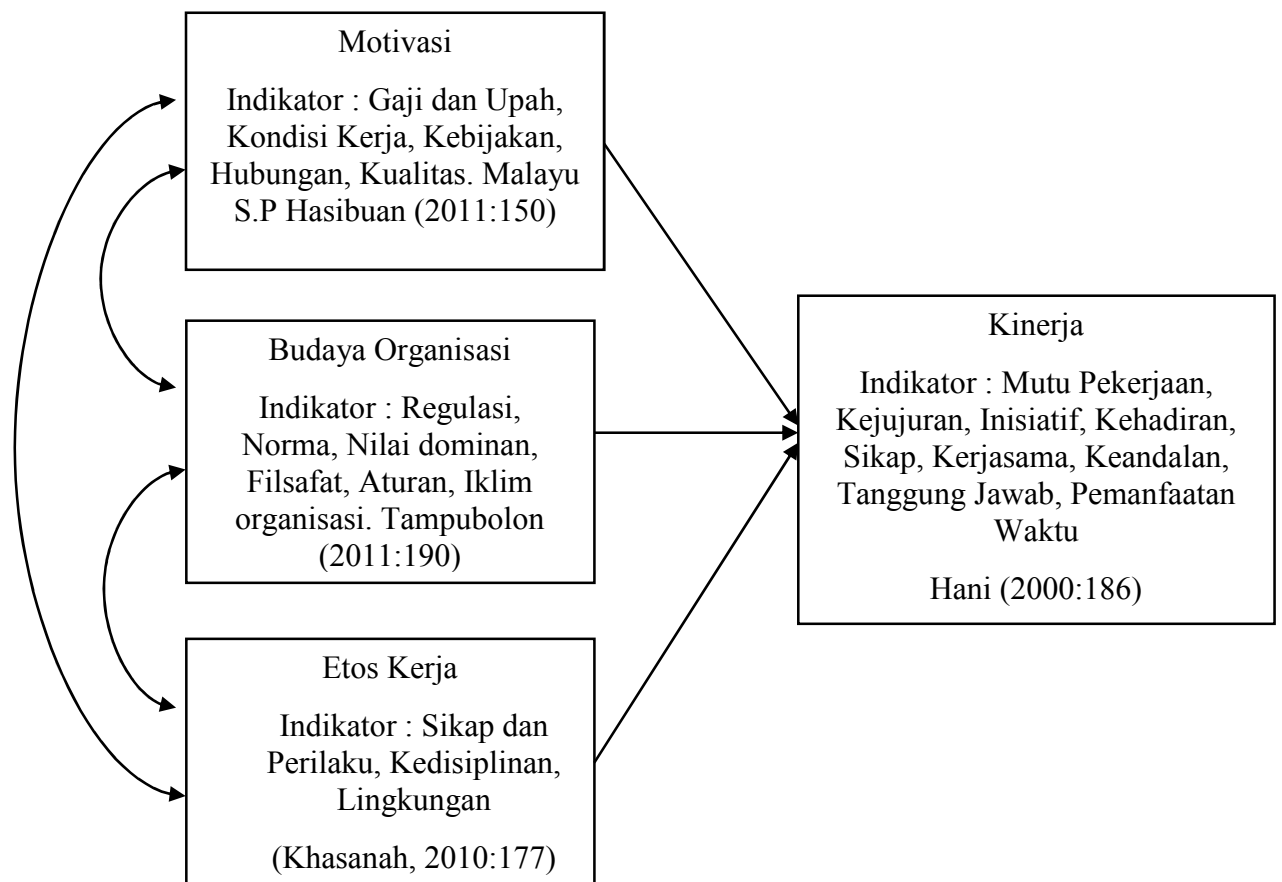 Motivasi
Indikator : Gaji dan Upah,
Kondisi Kerja, Kebijakan,
Hubungan, Kualitas. Malayu
S.P Hasibuan (2011:150)
Budaya Organisasi
Indikator : Regulasi,
Norma, Nilai dominan,
Filsafat, Aturan, Iklim
organisasi. Tampubolon
(2011:190)
Etos Kerja
Indikator : Sikap dan
Perilaku, Kedisiplinan,
Lingkungan
(Khasanah, 2010:177)
Kinerja
Indikator : Mutu Pekerjaan,
Kejujuran, Inisiatif, Kehadiran,
Sikap, Kerjasama, Keandalan,
Tanggung Jawab, Pemanfaatan
Waktu
Hani (2000:186)